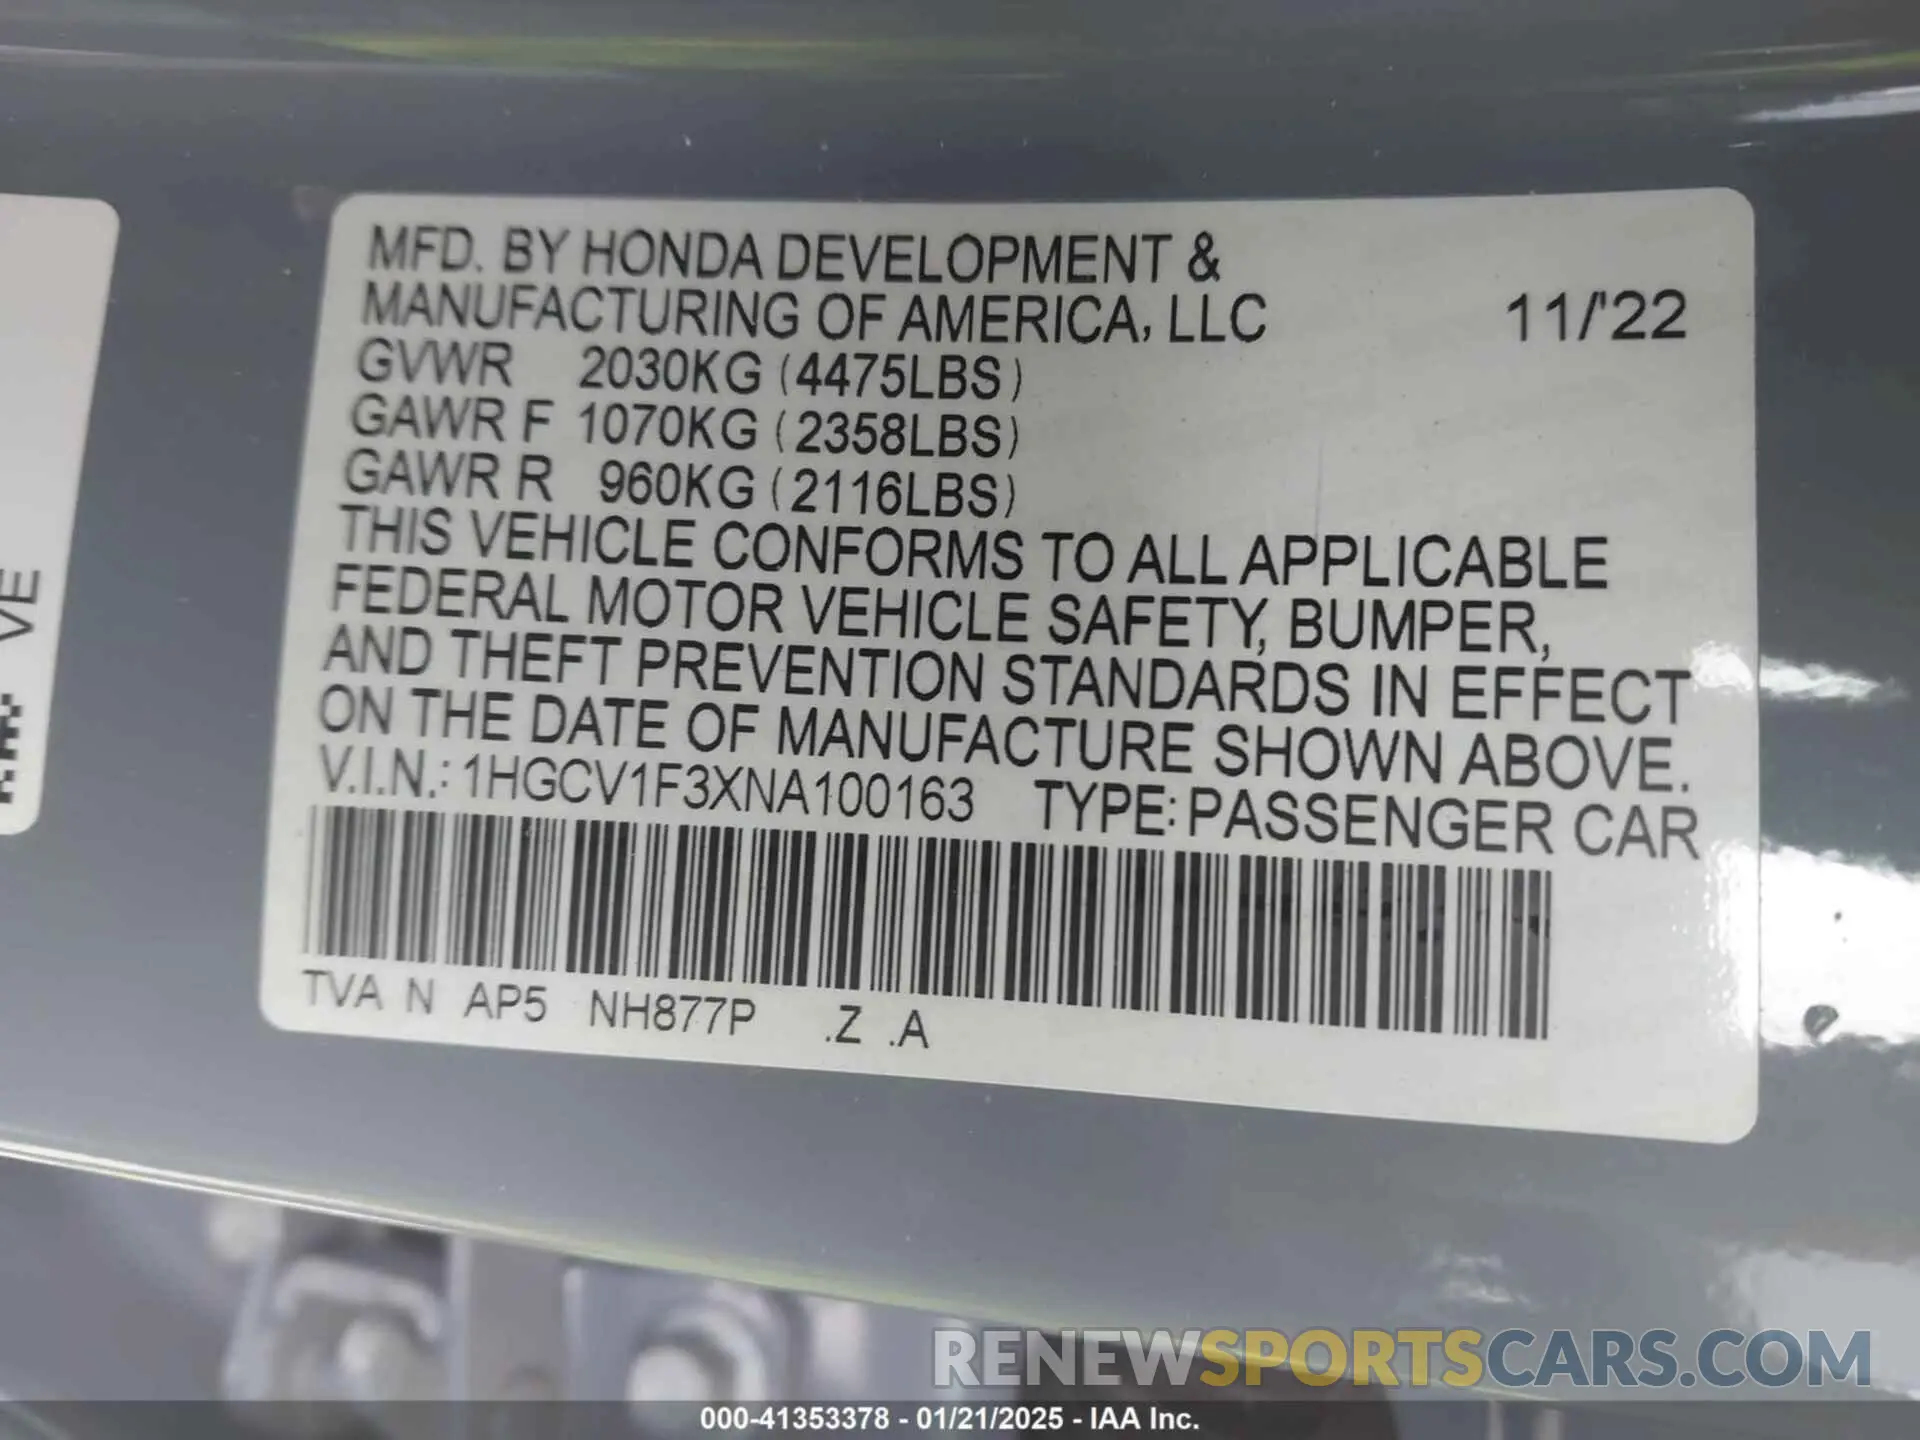 MFD. BY HONDA DEVELOPMENT &
MANUFACTURING OF AMERICA, LLC 11/'22
GVWR 2030KG (4475LBS)
GAWR F 1070KG (2358LBS)
GAWR R 960KG (2116LBS)
THIS VEHICLE CONFORMS TO ALL APPLICABLE
FEDERAL MOTOR VEHICLE SAFETY, BUMPER,
AND THEFT PREVENTION STANDARDS IN EFFECT
ON THE DATE OF MANUFACTURE SHOWN ABOVE.
V.I.N.: 1HGCV1F3XNA100163 TYPE: PASSENGER CAR
TVA N AP5 NH877P .Z .A
VE
RENEWSPORTSCARS.COM
000-41353378 - 01/21/2025 - IAA Inc.